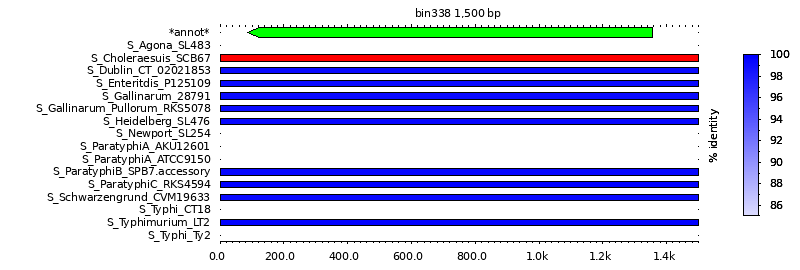 bin338 1,500 bp
*annot*
S_Agona_SL483
S_Choleraesuis_SCB67
S_Dublin_CT_02021853
S_Enteritdis_P125109
S_Gallinarum_28791
S_Gallinarum_Pullorum_RKS5078
S_Heidelberg_SL476
S_Newport_SL254
S_ParatyphiA_AKU12601
S_ParatyphiA_ATCC9150
S_ParatyphiB_SPB7.accessory
S_ParatyphiC_RKS4594
S_Schwarzengrund_CVM19633
S_Typhi_CT18
S_Typhimurium_LT2
S_Typhi_Ty2
0.0 200.0 400.0 600.0 800.0 1.0k 1.2k 1.4k
% identity
100
98
96
94
92
90
88
86